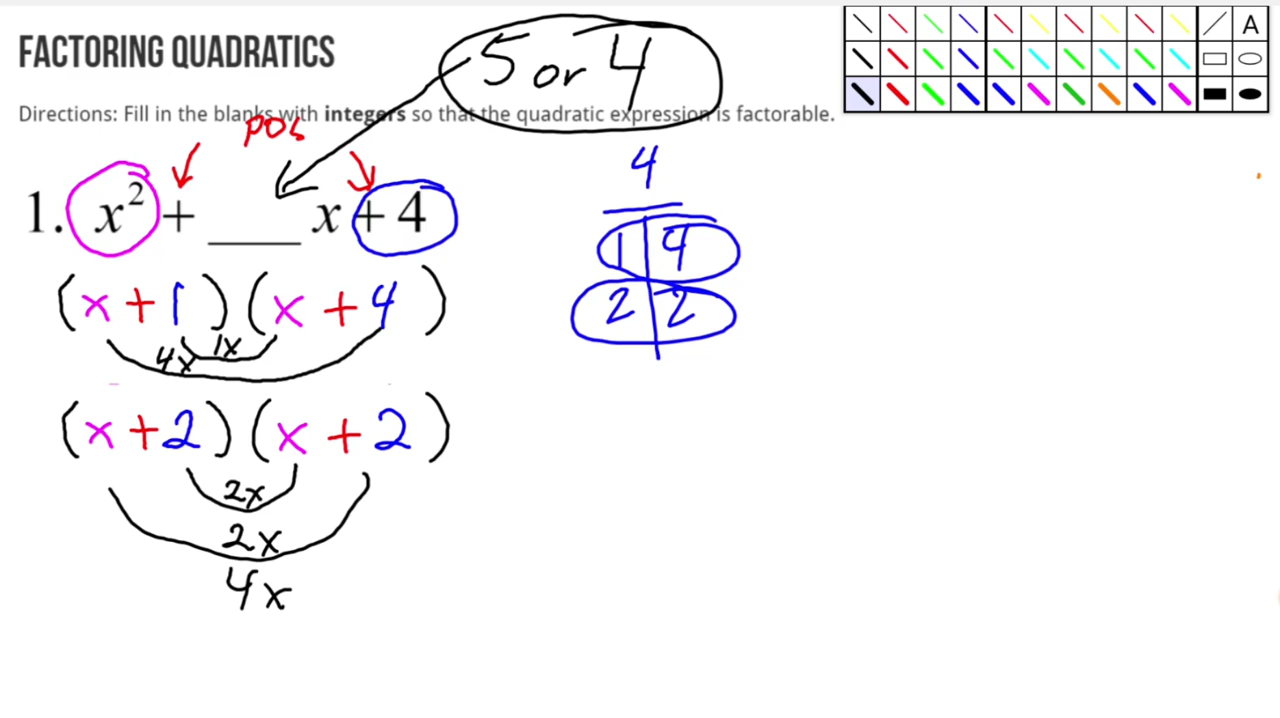 FACTORING QUADRATICS
5 or 4
Directions: Fill in the blanks with integers so that the quadratic expression is factorable.
pos
1. x² + ____ x + 4
4
1 4
2 2
(x + 1)(x + 4)
1x
4x
(x + 2)(x + 2)
2x
2x
4x
A